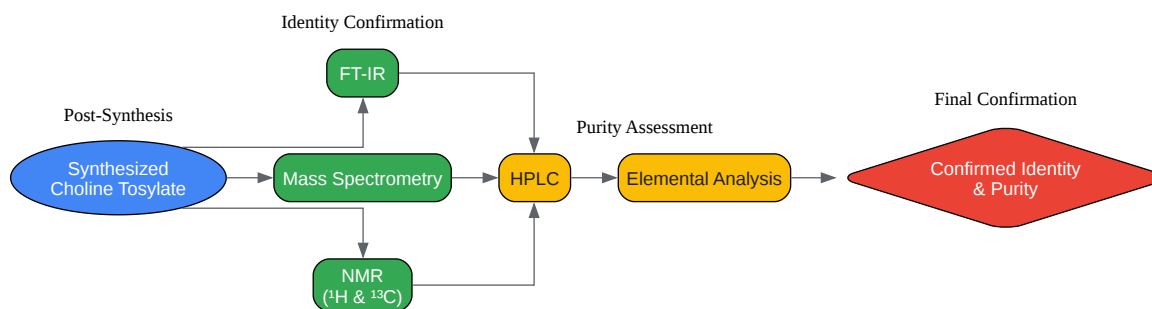 Identity Confirmation
FT-IR
Post-Synthesis
Final Confirmation
Purity Assessment
Synthesized
Choline Tosylate
Mass Spectrometry
HPLC
Elemental Analysis
Confirmed Identity
& Purity
NMR
(¹H & ¹³C)